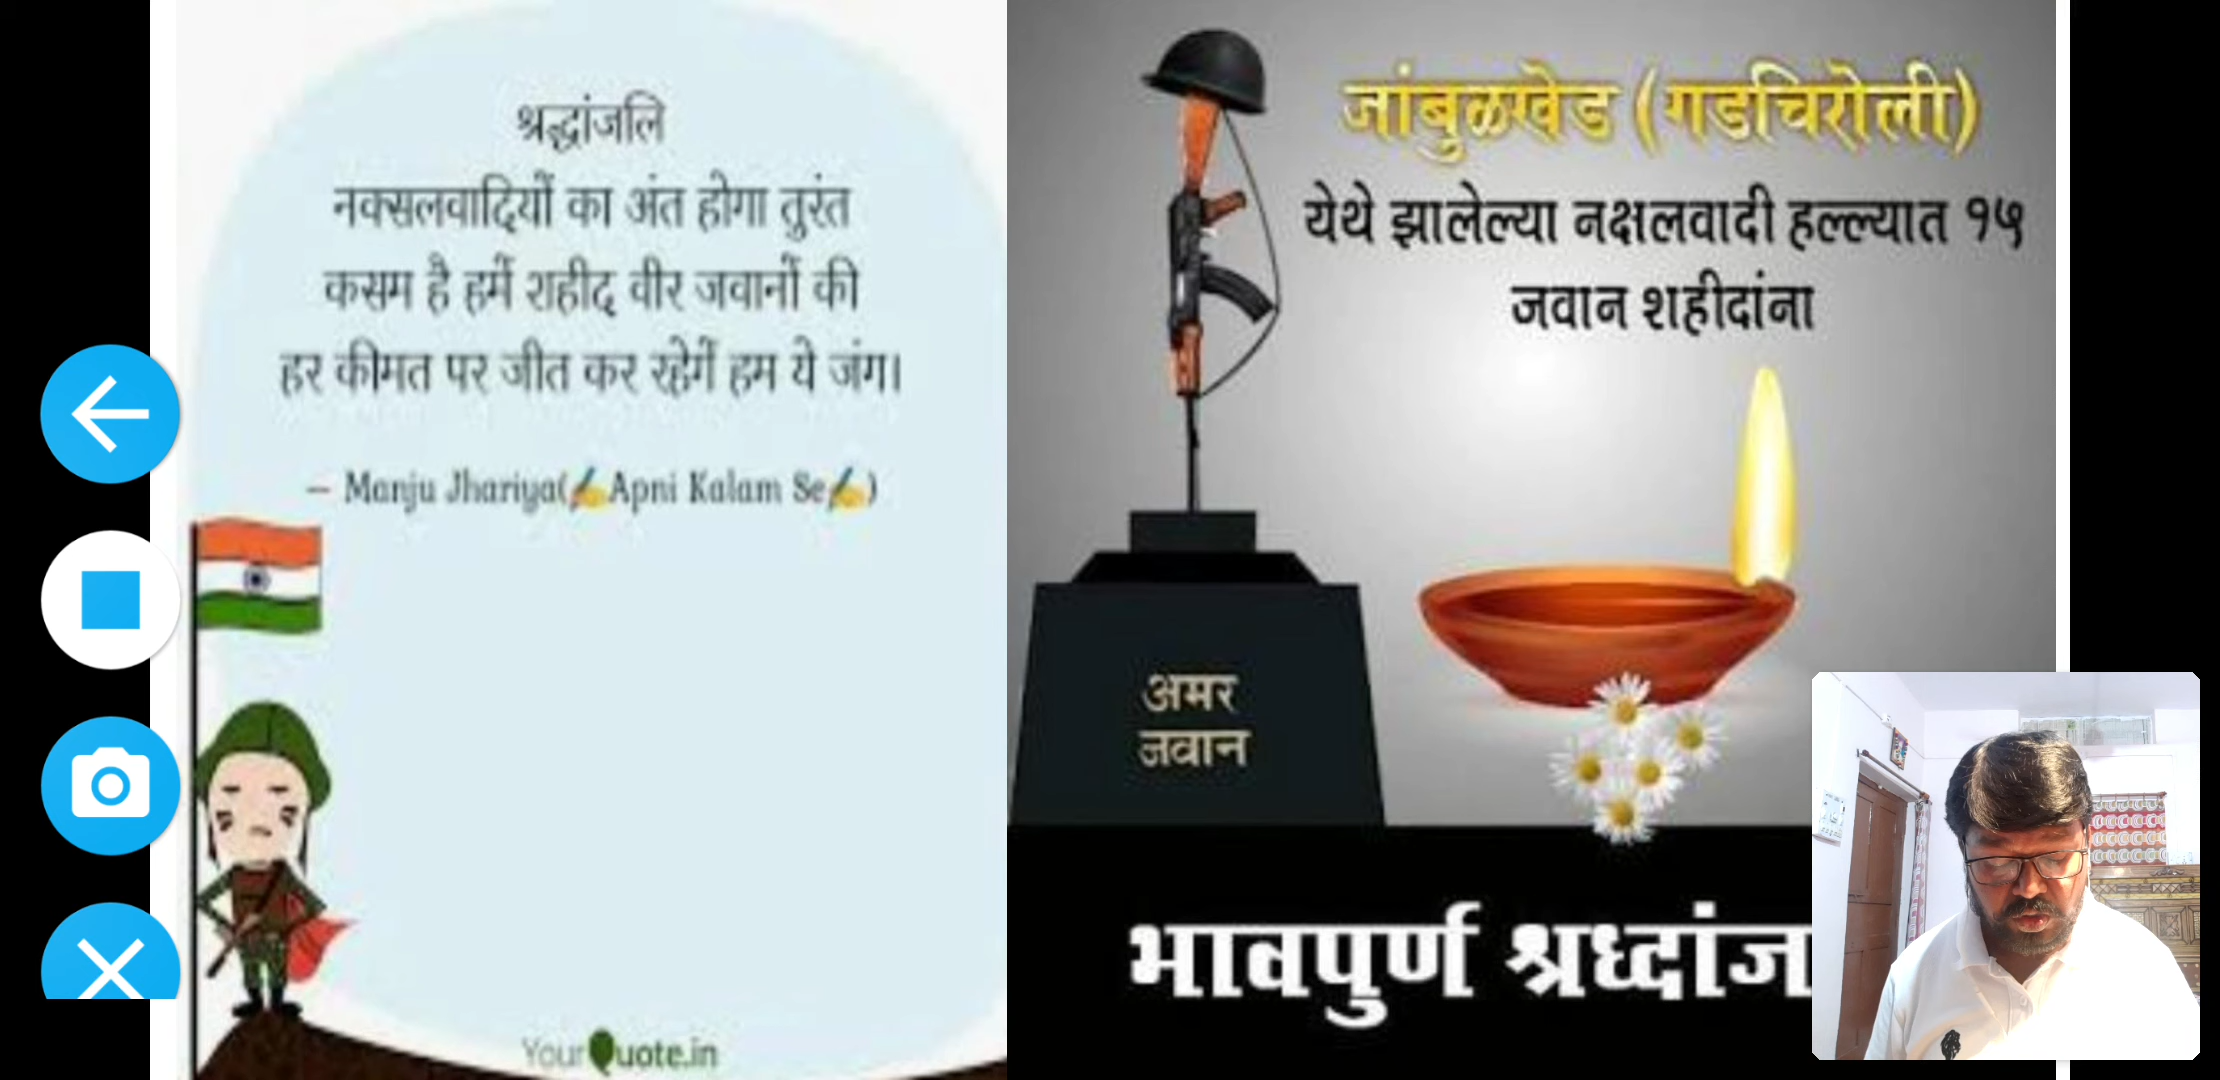 श्रद्धांजलि
नक्सलवादियों का अंत होगा तुरंत
कसम है हमें शहीद वीर जवानों की
हर कीमत पर जीत कर रहेगें हम ये जंग।
– Manju Jhariya(✍️Apni Kalam Se✍️)
YourQuote.in
जांबुळखेड (गडचिरोली)
येथे झालेल्या नक्षलवादी हल्ल्यात १५
जवान शहीदांना
अमर
जवान
भावपुर्ण श्रध्दांज